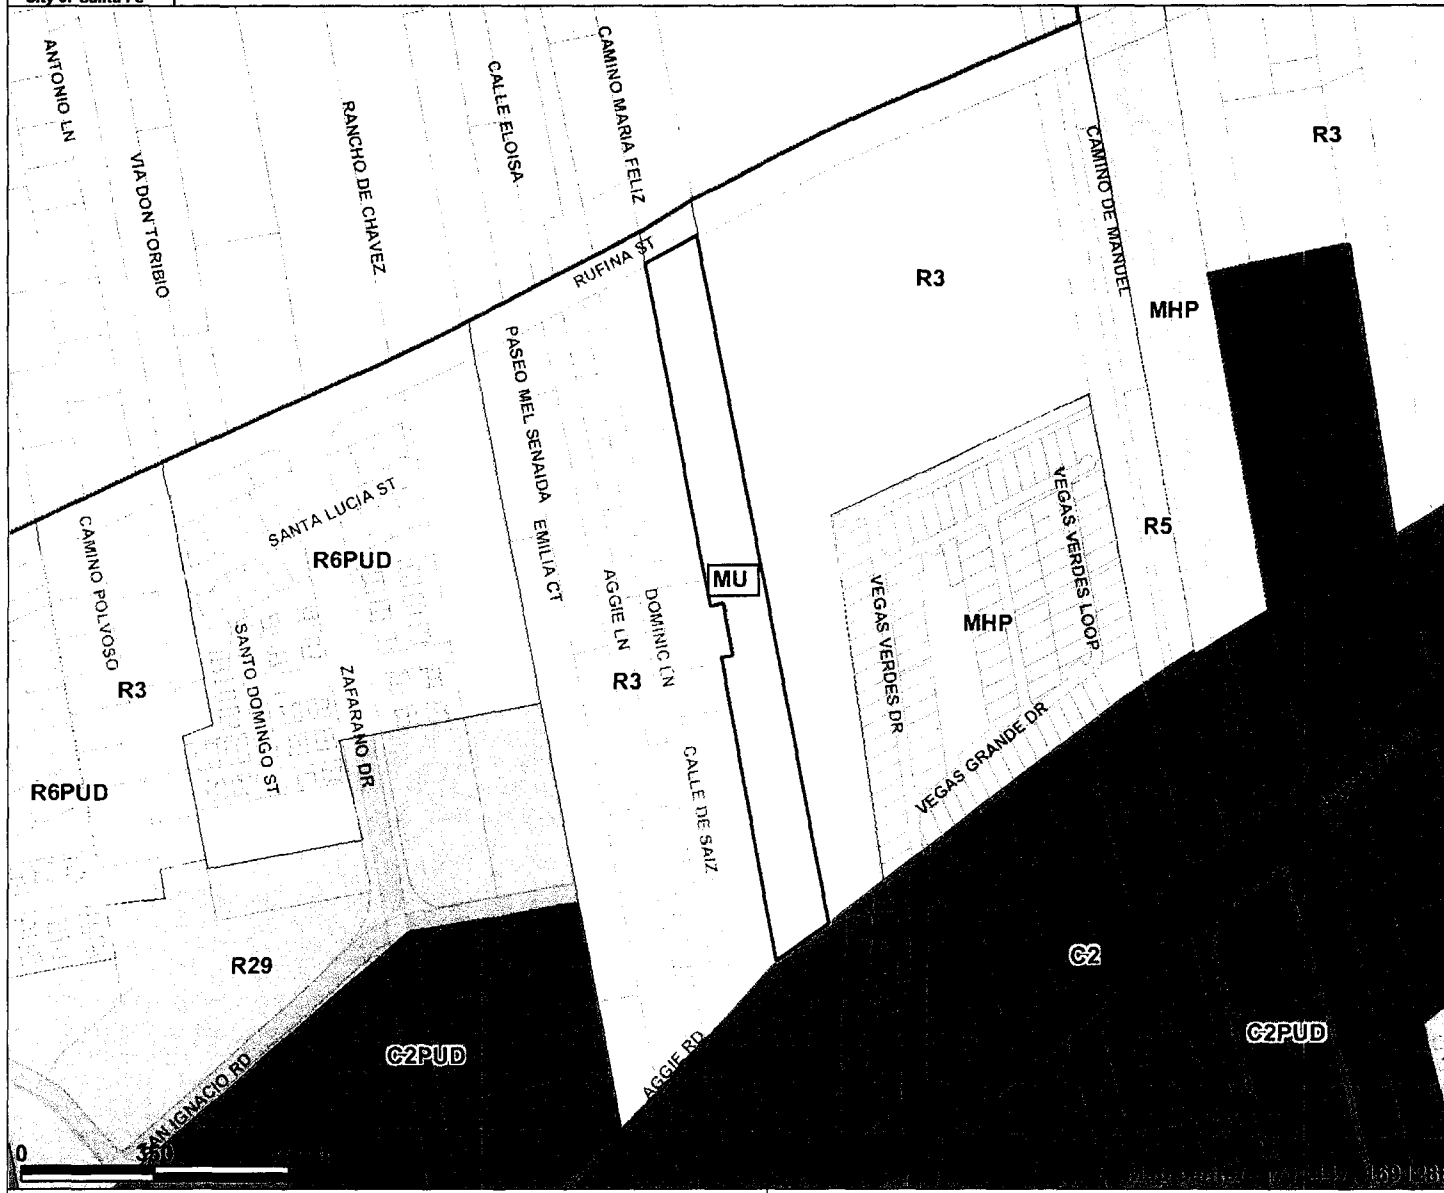 City of Santa Fe
ANTONIO LN
VIA DON TORIBIO
RANCHO DE CHAVEZ
CALLE ELOISA
CAMINO MARIA FELIZ
RUFINA ST
CAMINO DE MANUEL
R3
R3
MHP
PASEO MEL SENAIDA
EMILIA CT
SANTA LUCIA ST
R6PUD
CAMINO POLVOSO
R3
SANTO DOMINGO ST
ZAFARANO DR
AGGIE LN
DOMINIC LN
R3
MU
CALLE DE SAIZ
VEGAS VERDES DR
VEGAS VERDES LOOP
MHP
R5
VEGAS GRANDE DR
R6PUD
R29
C2PUD
C2
C2PUD
AGGIE RD
SAN IGNACIO RD
0 350